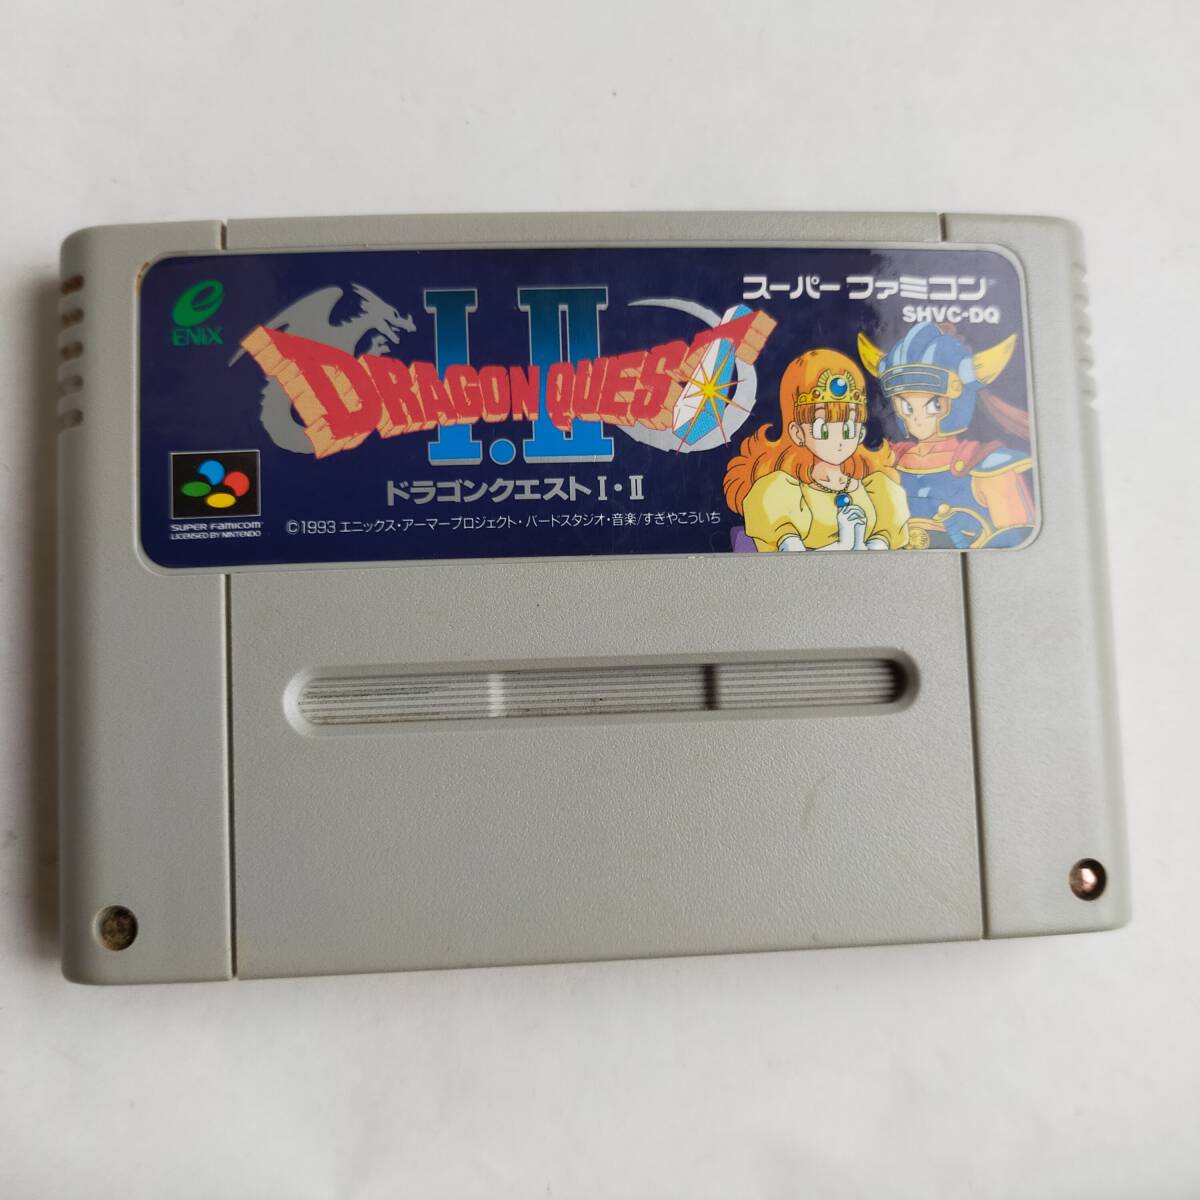 ENIX
I.II
DRAGON QUEST
スーパーファミコン
SHVC-DQ
ドラゴンクエストI・II
SUPER FAMICOM
LICENSED BY NINTENDO
©1993 エニックス・アーマープロジェクト・バードスタジオ・音楽/すぎやこういち